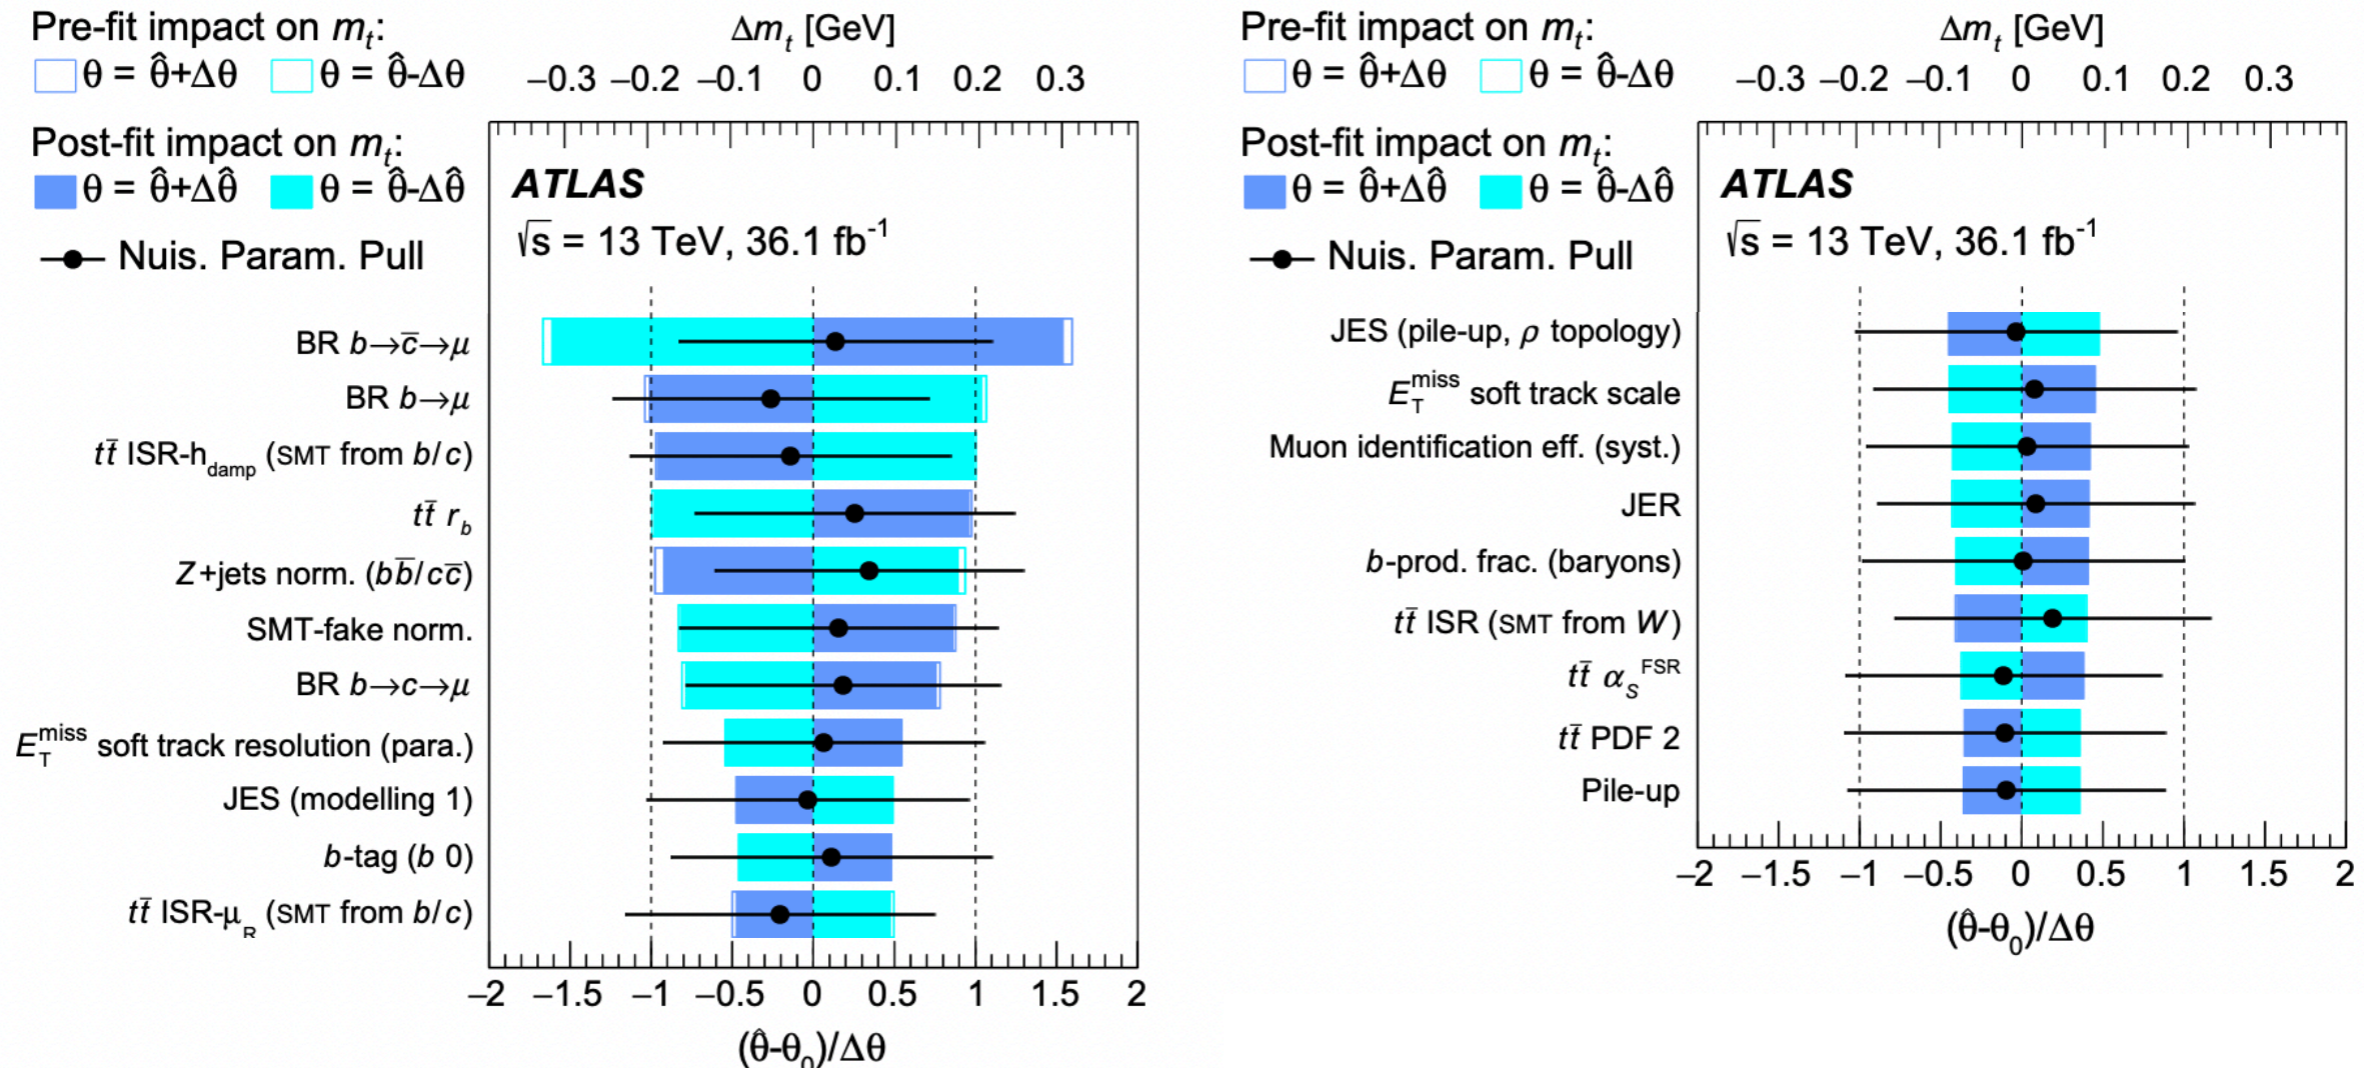 Pre-fit impact on mₜ:
θ = θ̂+Δθ θ = θ̂-Δθ
Post-fit impact on mₜ:
θ = θ̂+Δθ̂ θ = θ̂-Δθ̂
Nuis. Param. Pull
Δmₜ [GeV]
−0.3 −0.2 −0.1 0 0.1 0.2 0.3
ATLAS
√s = 13 TeV, 36.1 fb⁻¹
BR b→c̅→μ
BR b→μ
tt̅ ISR-h_damp (SMT from b/c)
tt̅ r_b
Z+jets norm. (bb̅/cc̅)
SMT-fake norm.
BR b→c→μ
E_T^miss soft track resolution (para.)
JES (modelling 1)
b-tag (b 0)
tt̅ ISR-μ_R (SMT from b/c)
−2 −1.5 −1 −0.5 0 0.5 1 1.5 2
(θ̂-θ₀)/Δθ
Pre-fit impact on mₜ:
θ = θ̂+Δθ θ = θ̂-Δθ
Post-fit impact on mₜ:
θ = θ̂+Δθ̂ θ = θ̂-Δθ̂
Nuis. Param. Pull
Δmₜ [GeV]
−0.3 −0.2 −0.1 0 0.1 0.2 0.3
ATLAS
√s = 13 TeV, 36.1 fb⁻¹
JES (pile-up, ρ topology)
E_T^miss soft track scale
Muon identification eff. (syst.)
JER
b-prod. frac. (baryons)
tt̅ ISR (SMT from W)
tt̅ α_S^FSR
tt̅ PDF 2
Pile-up
−2 −1.5 −1 −0.5 0 0.5 1 1.5 2
(θ̂-θ₀)/Δθ